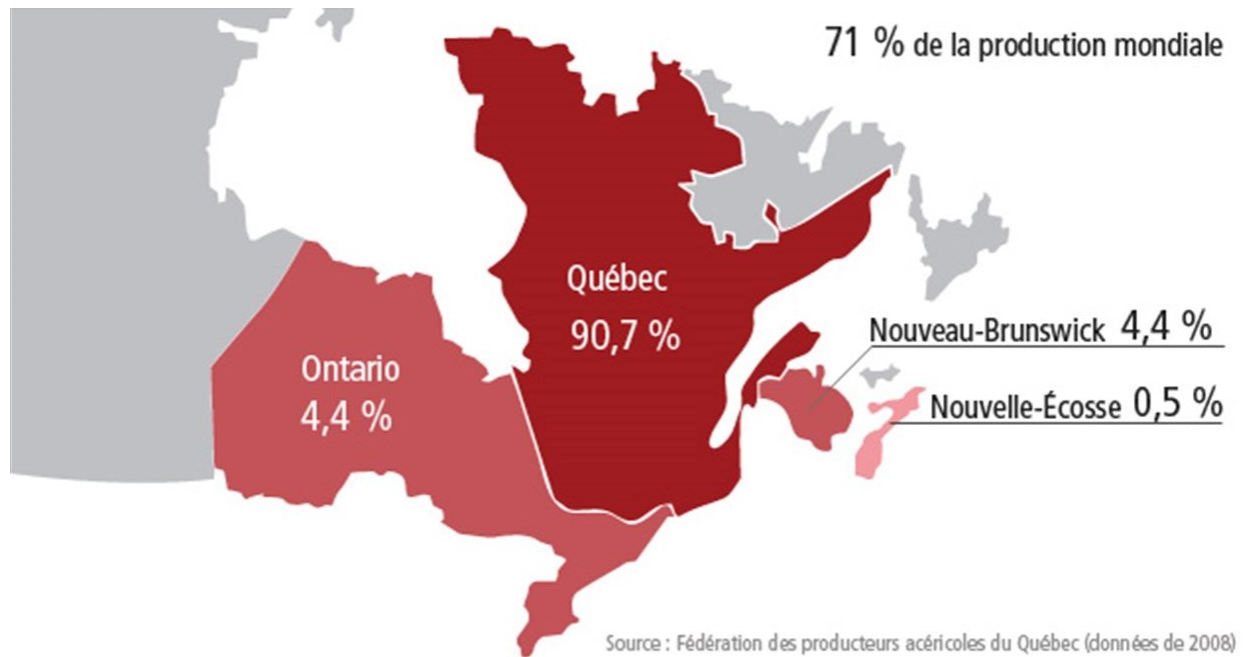 71 % de la production mondiale
Québec
90,7 %
Nouveau-Brunswick 4,4 %
Ontario
4,4 %
Nouvelle-Écosse 0,5 %
Source : Fédération des producteurs acéricoles du Québec (données de 2008)